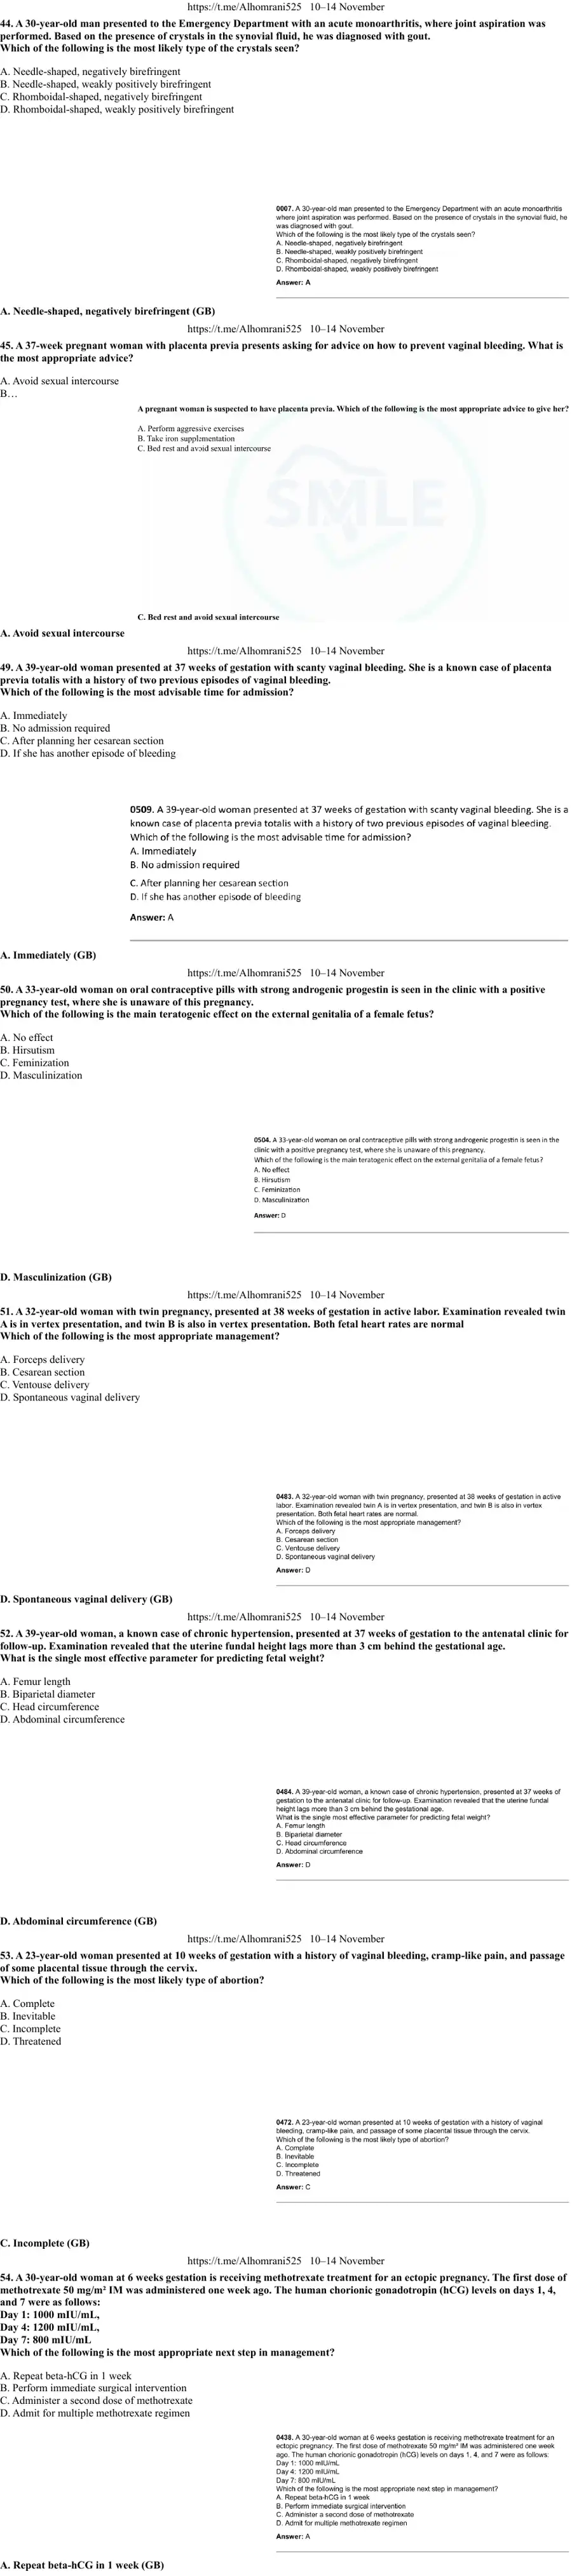 https://t.me/Alhomrani525 10–14 November
44. A 30-year-old man presented to the Emergency Department with an acute monoarthritis, where joint aspiration was
performed. Based on the presence of crystals in the synovial fluid, he was diagnosed with gout.
Which of the following is the most likely type of the crystals seen?
A. Needle-shaped, negatively birefringent
B. Needle-shaped, weakly positively birefringent
C. Rhomboidal-shaped, negatively birefringent
D. Rhomboidal-shaped, weakly positively birefringent
0007. A 30-year-old man presented to the Emergency Department with an acute monoarthritis
where joint aspiration was performed. Based on the presence of crystals in the synovial fluid, he
was diagnosed with gout.
Which of the following is the most likely type of the crystals seen?
A. Needle-shaped, negatively birefringent
B. Needle-shaped, weakly positively birefringent
C. Rhomboidal-shaped, negatively birefringent
D. Rhomboidal-shaped, weakly positively birefringent
Answer: A
A. Needle-shaped, negatively birefringent (GB)
https://t.me/Alhomrani525 10–14 November
45. A 37-week pregnant woman with placenta previa presents asking for advice on how to prevent vaginal bleeding. What is
the most appropriate advice?
A. Avoid sexual intercourse
B…
A pregnant woman is suspected to have placenta previa. Which of the following is the most appropriate advice to give her?
A. Perform aggressive exercises
B. Take iron supplementation
C. Bed rest and avoid sexual intercourse
SMLE
C. Bed rest and avoid sexual intercourse
A. Avoid sexual intercourse
https://t.me/Alhomrani525 10–14 November
49. A 39-year-old woman presented at 37 weeks of gestation with scanty vaginal bleeding. She is a known case of placenta
previa totalis with a history of two previous episodes of vaginal bleeding.
Which of the following is the most advisable time for admission?
A. Immediately
B. No admission required
C. After planning her cesarean section
D. If she has another episode of bleeding
0509. A 39-year-old woman presented at 37 weeks of gestation with scanty vaginal bleeding. She is a
known case of placenta previa totalis with a history of two previous episodes of vaginal bleeding.
Which of the following is the most advisable time for admission?
A. Immediately
B. No admission required
C. After planning her cesarean section
D. If she has another episode of bleeding
Answer: A
A. Immediately (GB)
https://t.me/Alhomrani525 10–14 November
50. A 33-year-old woman on oral contraceptive pills with strong androgenic progestin is seen in the clinic with a positive
pregnancy test, where she is unaware of this pregnancy.
Which of the following is the main teratogenic effect on the external genitalia of a female fetus?
A. No effect
B. Hirsutism
C. Feminization
D. Masculinization
0504. A 33-year-old woman on oral contraceptive pills with strong androgenic progestin is seen in the
clinic with a positive pregnancy test, where she is unaware of this pregnancy.
Which of the following is the main teratogenic effect on the external genitalia of a female fetus?
A. No effect
B. Hirsutism
C. Feminization
D. Masculinization
Answer: D
D. Masculinization (GB)
https://t.me/Alhomrani525 10–14 November
51. A 32-year-old woman with twin pregnancy, presented at 38 weeks of gestation in active labor. Examination revealed twin
A is in vertex presentation, and twin B is also in vertex presentation. Both fetal heart rates are normal
Which of the following is the most appropriate management?
A. Forceps delivery
B. Cesarean section
C. Ventouse delivery
D. Spontaneous vaginal delivery
0483. A 32-year-old woman with twin pregnancy, presented at 38 weeks of gestation in active
labor. Examination revealed twin A is in vertex presentation, and twin B is also in vertex
presentation. Both fetal heart rates are normal.
Which of the following is the most appropriate management?
A. Forceps delivery
B. Cesarean section
C. Ventouse delivery
D. Spontaneous vaginal delivery
Answer: D
D. Spontaneous vaginal delivery (GB)
https://t.me/Alhomrani525 10–14 November
52. A 39-year-old woman, a known case of chronic hypertension, presented at 37 weeks of gestation to the antenatal clinic for
follow-up. Examination revealed that the uterine fundal height lags more than 3 cm behind the gestational age.
What is the single most effective parameter for predicting fetal weight?
A. Femur length
B. Biparietal diameter
C. Head circumference
D. Abdominal circumference
0484. A 39-year-old woman, a known case of chronic hypertension, presented at 37 weeks of
gestation to the antenatal clinic for follow-up. Examination revealed that the uterine fundal
height lags more than 3 cm behind the gestational age.
What is the single most effective parameter for predicting fetal weight?
A. Femur length
B. Biparietal diameter
C. Head circumference
D. Abdominal circumference
Answer: D
D. Abdominal circumference (GB)
https://t.me/Alhomrani525 10–14 November
53. A 23-year-old woman presented at 10 weeks of gestation with a history of vaginal bleeding, cramp-like pain, and passage
of some placental tissue through the cervix.
Which of the following is the most likely type of abortion?
A. Complete
B. Inevitable
C. Incomplete
D. Threatened
0472. A 23-year-old woman presented at 10 weeks of gestation with a history of vaginal
bleeding, cramp-like pain, and passage of some placental tissue through the cervix.
Which of the following is the most likely type of abortion?
A. Complete
B. Inevitable
C. Incomplete
D. Threatened
Answer: C
C. Incomplete (GB)
https://t.me/Alhomrani525 10–14 November
54. A 30-year-old woman at 6 weeks gestation is receiving methotrexate treatment for an ectopic pregnancy. The first dose of
methotrexate 50 mg/m² IM was administered one week ago. The human chorionic gonadotropin (hCG) levels on days 1, 4,
and 7 were as follows:
Day 1: 1000 mIU/mL,
Day 4: 1200 mIU/mL,
Day 7: 800 mIU/mL
Which of the following is the most appropriate next step in management?
A. Repeat beta-hCG in 1 week
B. Perform immediate surgical intervention
C. Administer a second dose of methotrexate
D. Admit for multiple methotrexate regimen
0438. A 30-year-old woman at 6 weeks gestation is receiving methotrexate treatment for an
ectopic pregnancy. The first dose of methotrexate 50 mg/m² IM was administered one week
ago. The human chorionic gonadotropin (hCG) levels on days 1, 4, and 7 were as follows:
Day 1: 1000 mIU/mL
Day 4: 1200 mIU/mL
Day 7: 800 mIU/mL
Which of the following is the most appropriate next step in management?
A. Repeat beta-hCG in 1 week
B. Perform immediate surgical intervention
C. Administer a second dose of methotrexate
D. Admit for multiple methotrexate regimen
Answer: A
A. Repeat beta-hCG in 1 week (GB)